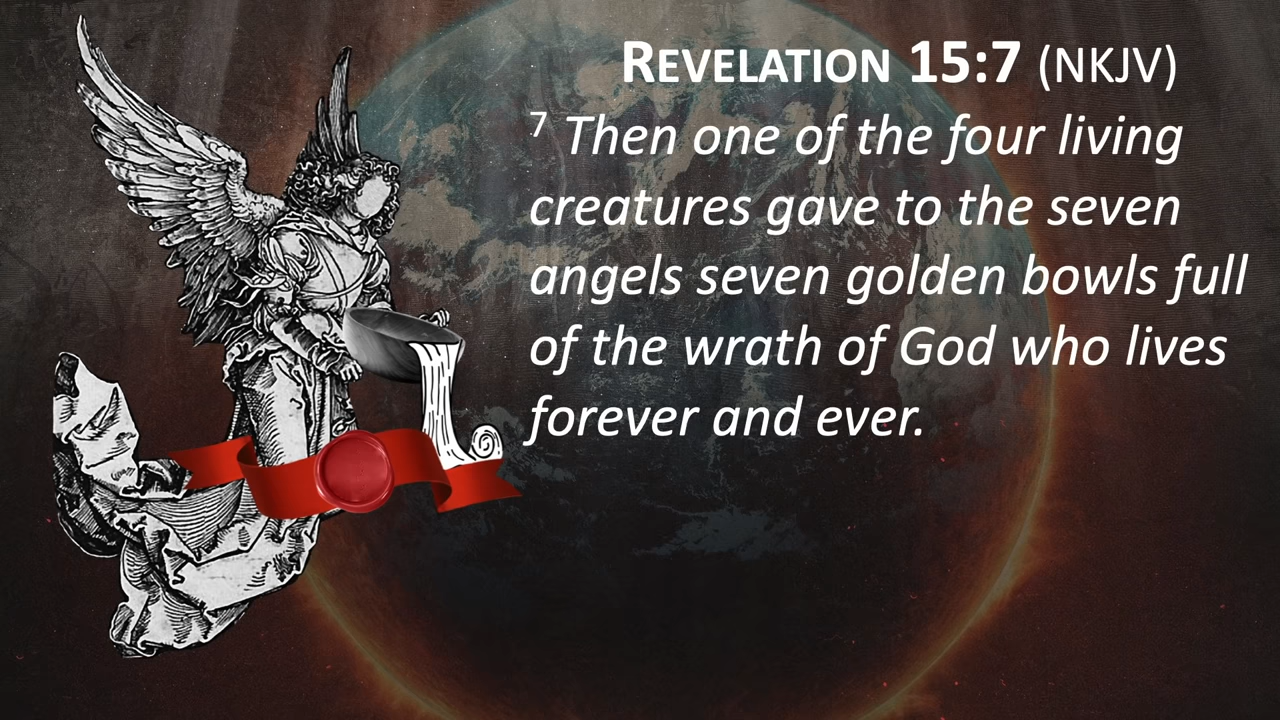 REVELATION 15:7 (NKJV)
7 Then one of the four living
creatures gave to the seven
angels seven golden bowls full
of the wrath of God who lives
forever and ever.